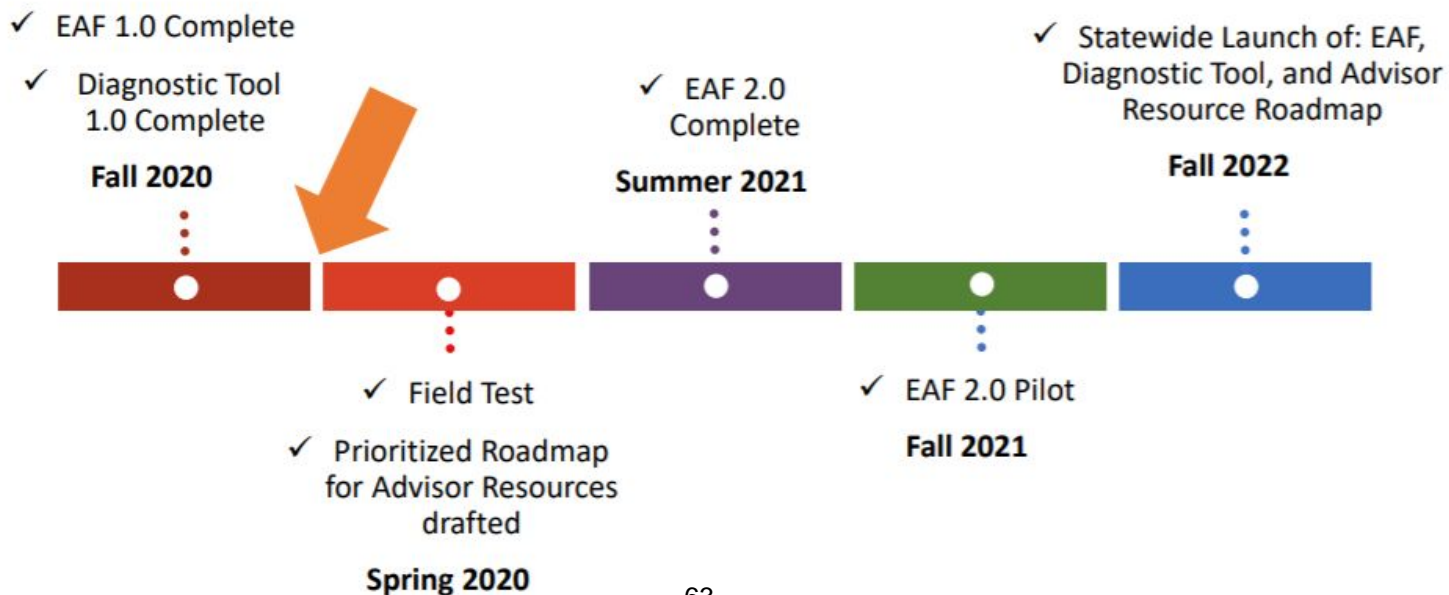 ✓ EAF 1.0 Complete
✓ Diagnostic Tool
1.0 Complete
Fall 2020
✓ Field Test
✓ Prioritized Roadmap
for Advisor Resources
drafted
Spring 2020
✓ EAF 2.0
Complete
Summer 2021
✓ EAF 2.0 Pilot
Fall 2021
✓ Statewide Launch of: EAF,
Diagnostic Tool, and Advisor
Resource Roadmap
Fall 2022